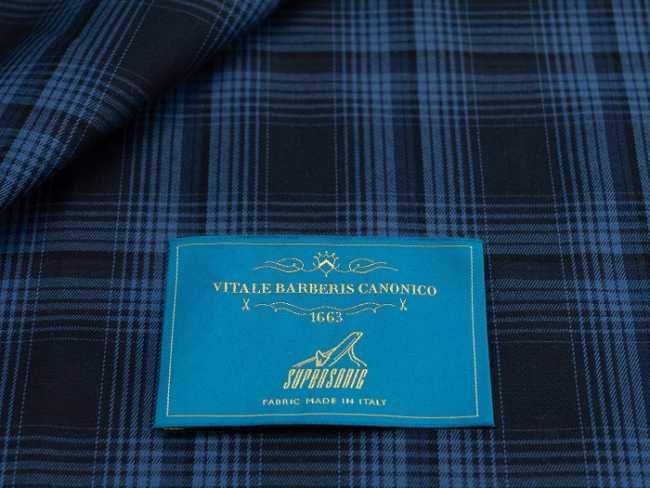 VITALE BARBERIS CANONICO
1663
SUPERSONIC
FABRIC MADE IN ITALY